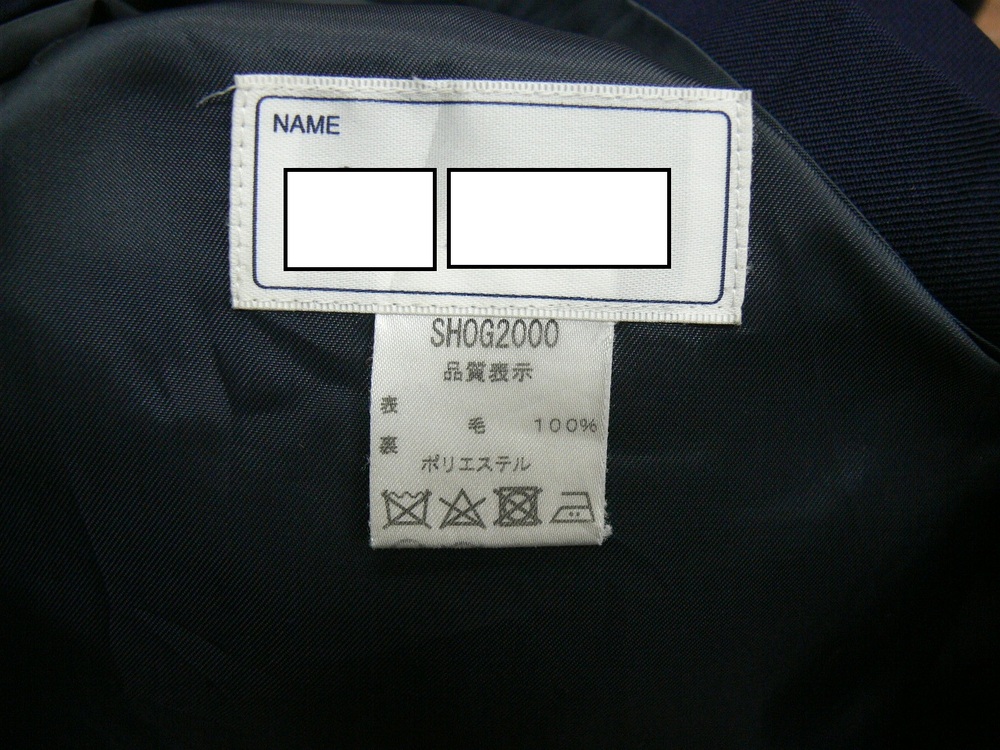 NAME
SHOG2000
品質表示
表
毛 100%
裏
ポリエステル